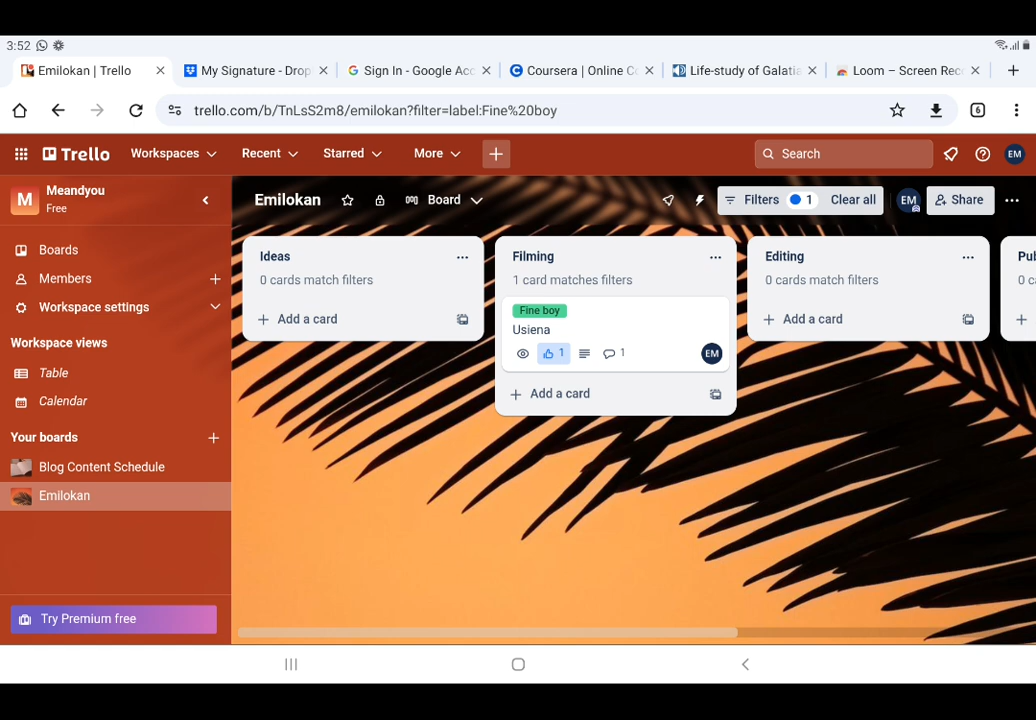 3:52
Emilokan | Trello
My Signature - Drop
Sign In - Google Acc
Coursera | Online Co
Life-study of Galatia
Loom – Screen Rec
trello.com/b/TnLsS2m8/emilokan?filter=label:Fine%20boy
6
Trello
Workspaces
Recent
Starred
More
Search
EM
M
Meandyou
Free
Emilokan
Board
Filters
1
Clear all
EM
Share
Boards
Members
Workspace settings
Workspace views
Table
Calendar
Your boards
Blog Content Schedule
Emilokan
Try Premium free
Ideas
0 cards match filters
Add a card
Filming
1 card matches filters
Fine boy
Usiena
1
1
EM
Add a card
Editing
0 cards match filters
Add a card
Pu
0 c